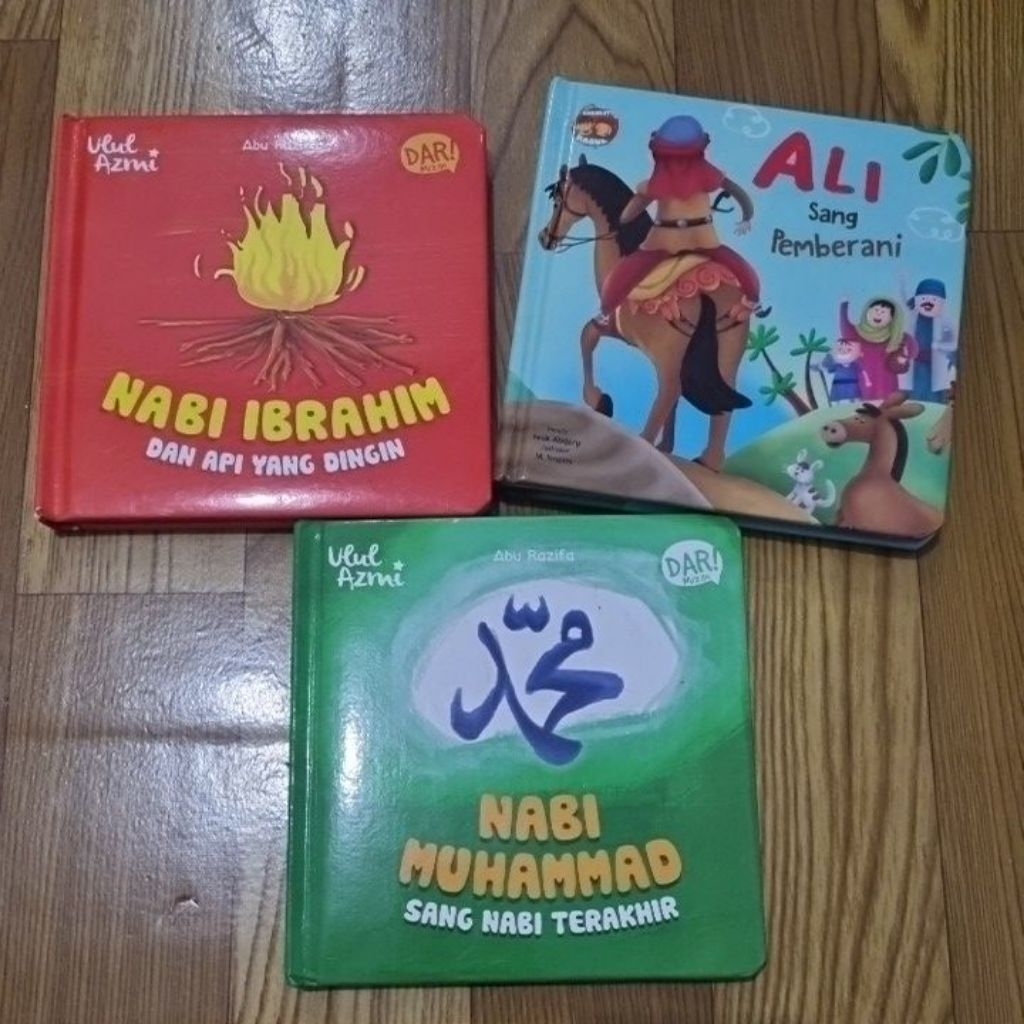 Ulul
Azmi
Abu
DAR!
Mizan
NABI IBRAHIM
DAN API YANG DINGIN
ALI
Sang
Pemberani
Ulul
Azmi
Abu Razifa
DAR!
Mizan
محمد
NABI
MUHAMMAD
SANG NABI TERAKHIR